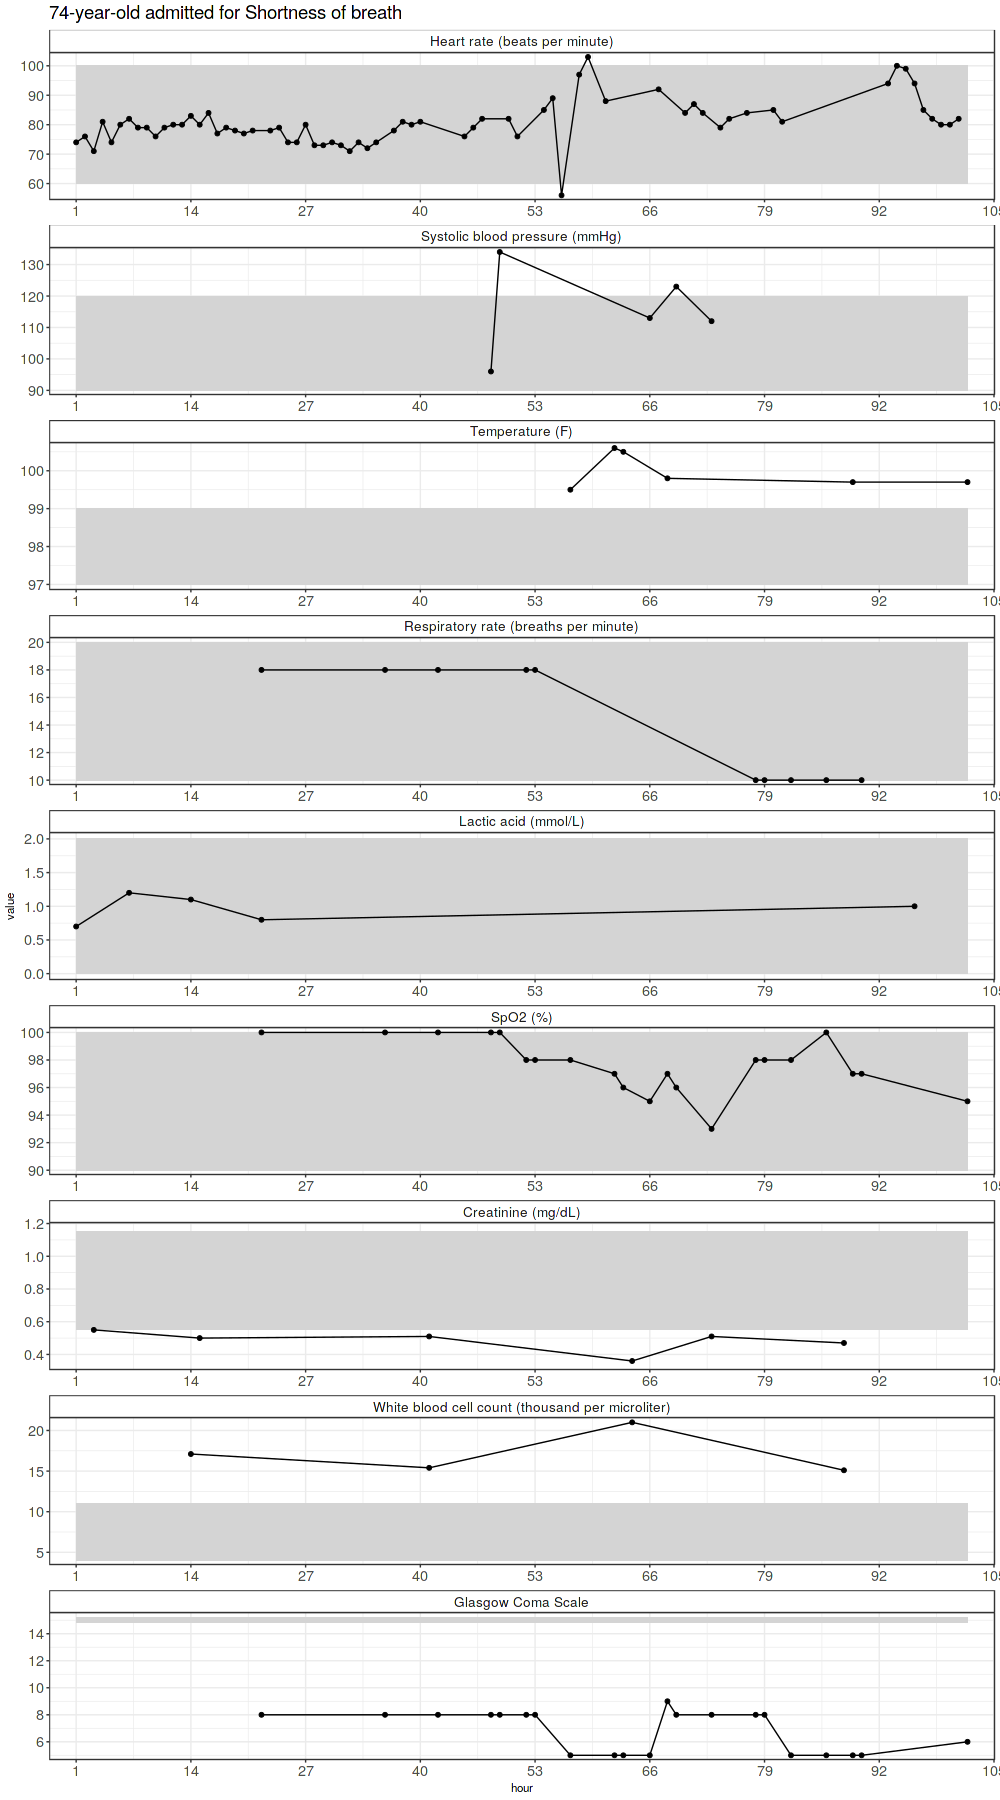 74-year-old admitted for Shortness of breath
Heart rate (beats per minute)
100
90
80
70
60
1 14 27 40 53 66 79 92 105
Systolic blood pressure (mmHg)
130
120
110
100
90
1 14 27 40 53 66 79 92 105
Temperature (F)
100
99
98
97
1 14 27 40 53 66 79 92 105
Respiratory rate (breaths per minute)
20
18
16
14
12
10
1 14 27 40 53 66 79 92 105
Lactic acid (mmol/L)
2.0
1.5
1.0
0.5
0.0
value
1 14 27 40 53 66 79 92 105
SpO2 (%)
100
98
96
94
92
90
1 14 27 40 53 66 79 92 105
Creatinine (mg/dL)
1.2
1.0
0.8
0.6
0.4
1 14 27 40 53 66 79 92 105
White blood cell count (thousand per microliter)
20
15
10
5
1 14 27 40 53 66 79 92 105
Glasgow Coma Scale
14
12
10
8
6
1 14 27 40 53 66 79 92 105
hour